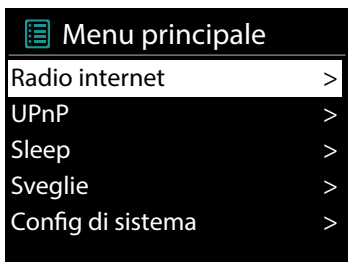 Menu principale
Radio internet >
UPnP >
Sleep >
Sveglie >
Config di sistema >